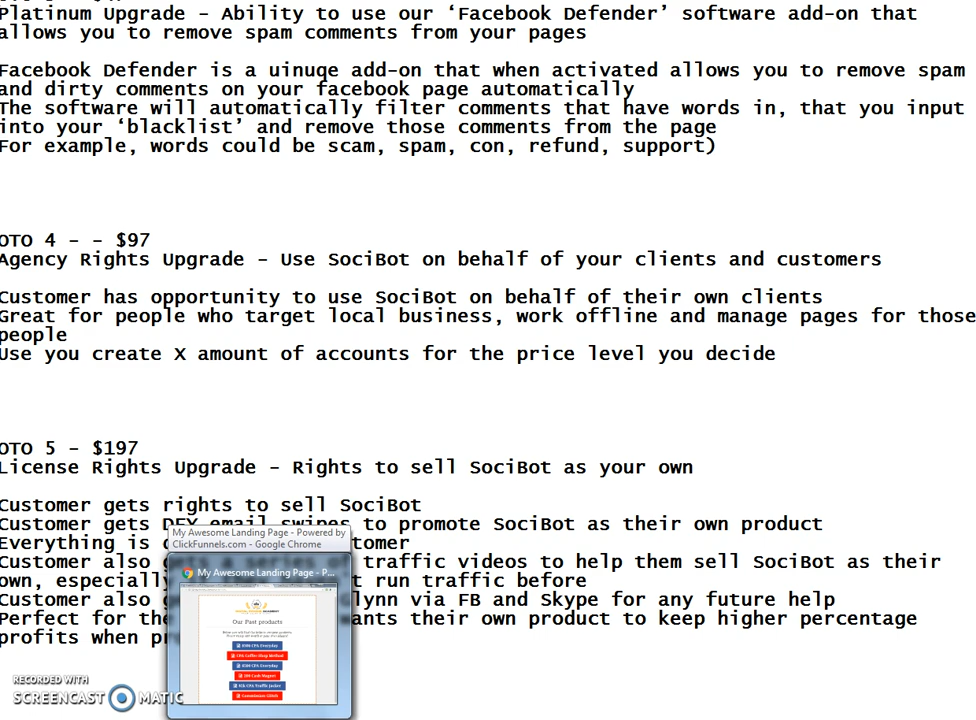 Platinum Upgrade – Ability to use our ‘Facebook Defender’ software add-on that
allows you to remove spam comments from your pages
Facebook Defender is a uinuqe add-on that when activated allows you to remove spam
and dirty comments on your facebook page automatically
The software will automatically filter comments that have words in, that you input
into your ‘blacklist’ and remove those comments from the page
For example, words could be scam, spam, con, refund, support)
OTO 4 - – $97
Agency Rights Upgrade – Use SociBot on behalf of your clients and customers
Customer has opportunity to use SociBot on behalf of their own clients
Great for people who target local business, work offline and manage pages for those
people
Use you create X amount of accounts for the price level you decide
OTO 5 – $197
License Rights Upgrade – Rights to sell SociBot as your own
Customer gets rights to sell SociBot
Customer gets DFY email swipes to promote SociBot as their own product
Everything is tomer
Customer also gets a series of traffic videos to help them sell SociBot as their
own, especially t run traffic before
Customer also lynn via FB and Skype for any future help
Perfect for the ants their own product to keep higher percentage
profits when
My Awesome Landing Page - Powered by
ClickFunnels.com - Google Chrome
My Awesome Landing Page - P...
Our Past products
RECORDED WITH
SCREENCAST MATIC